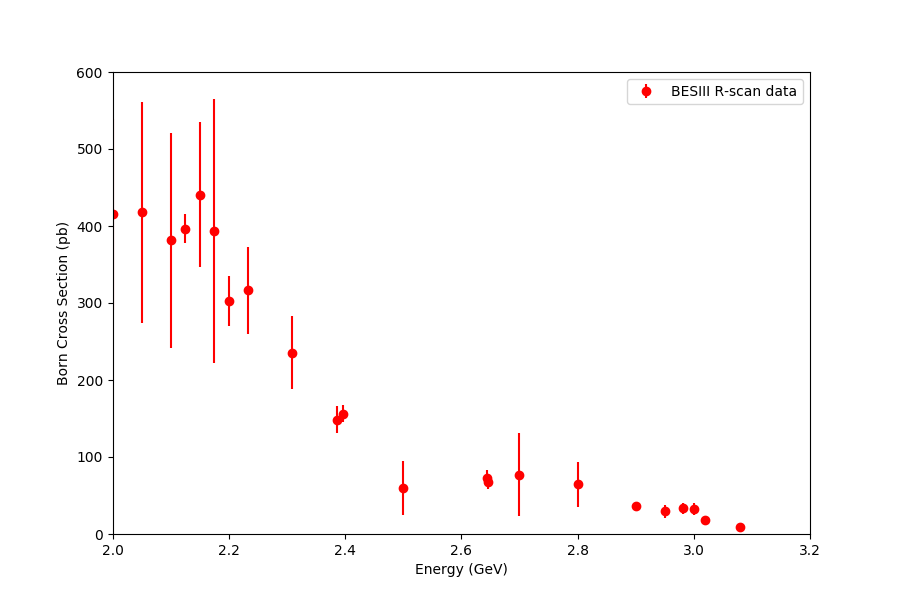 BESIII R-scan data
600
500
400
300
200
100
0
Born Cross Section (pb)
2.0 2.2 2.4 2.6 2.8 3.0 3.2
Energy (GeV)